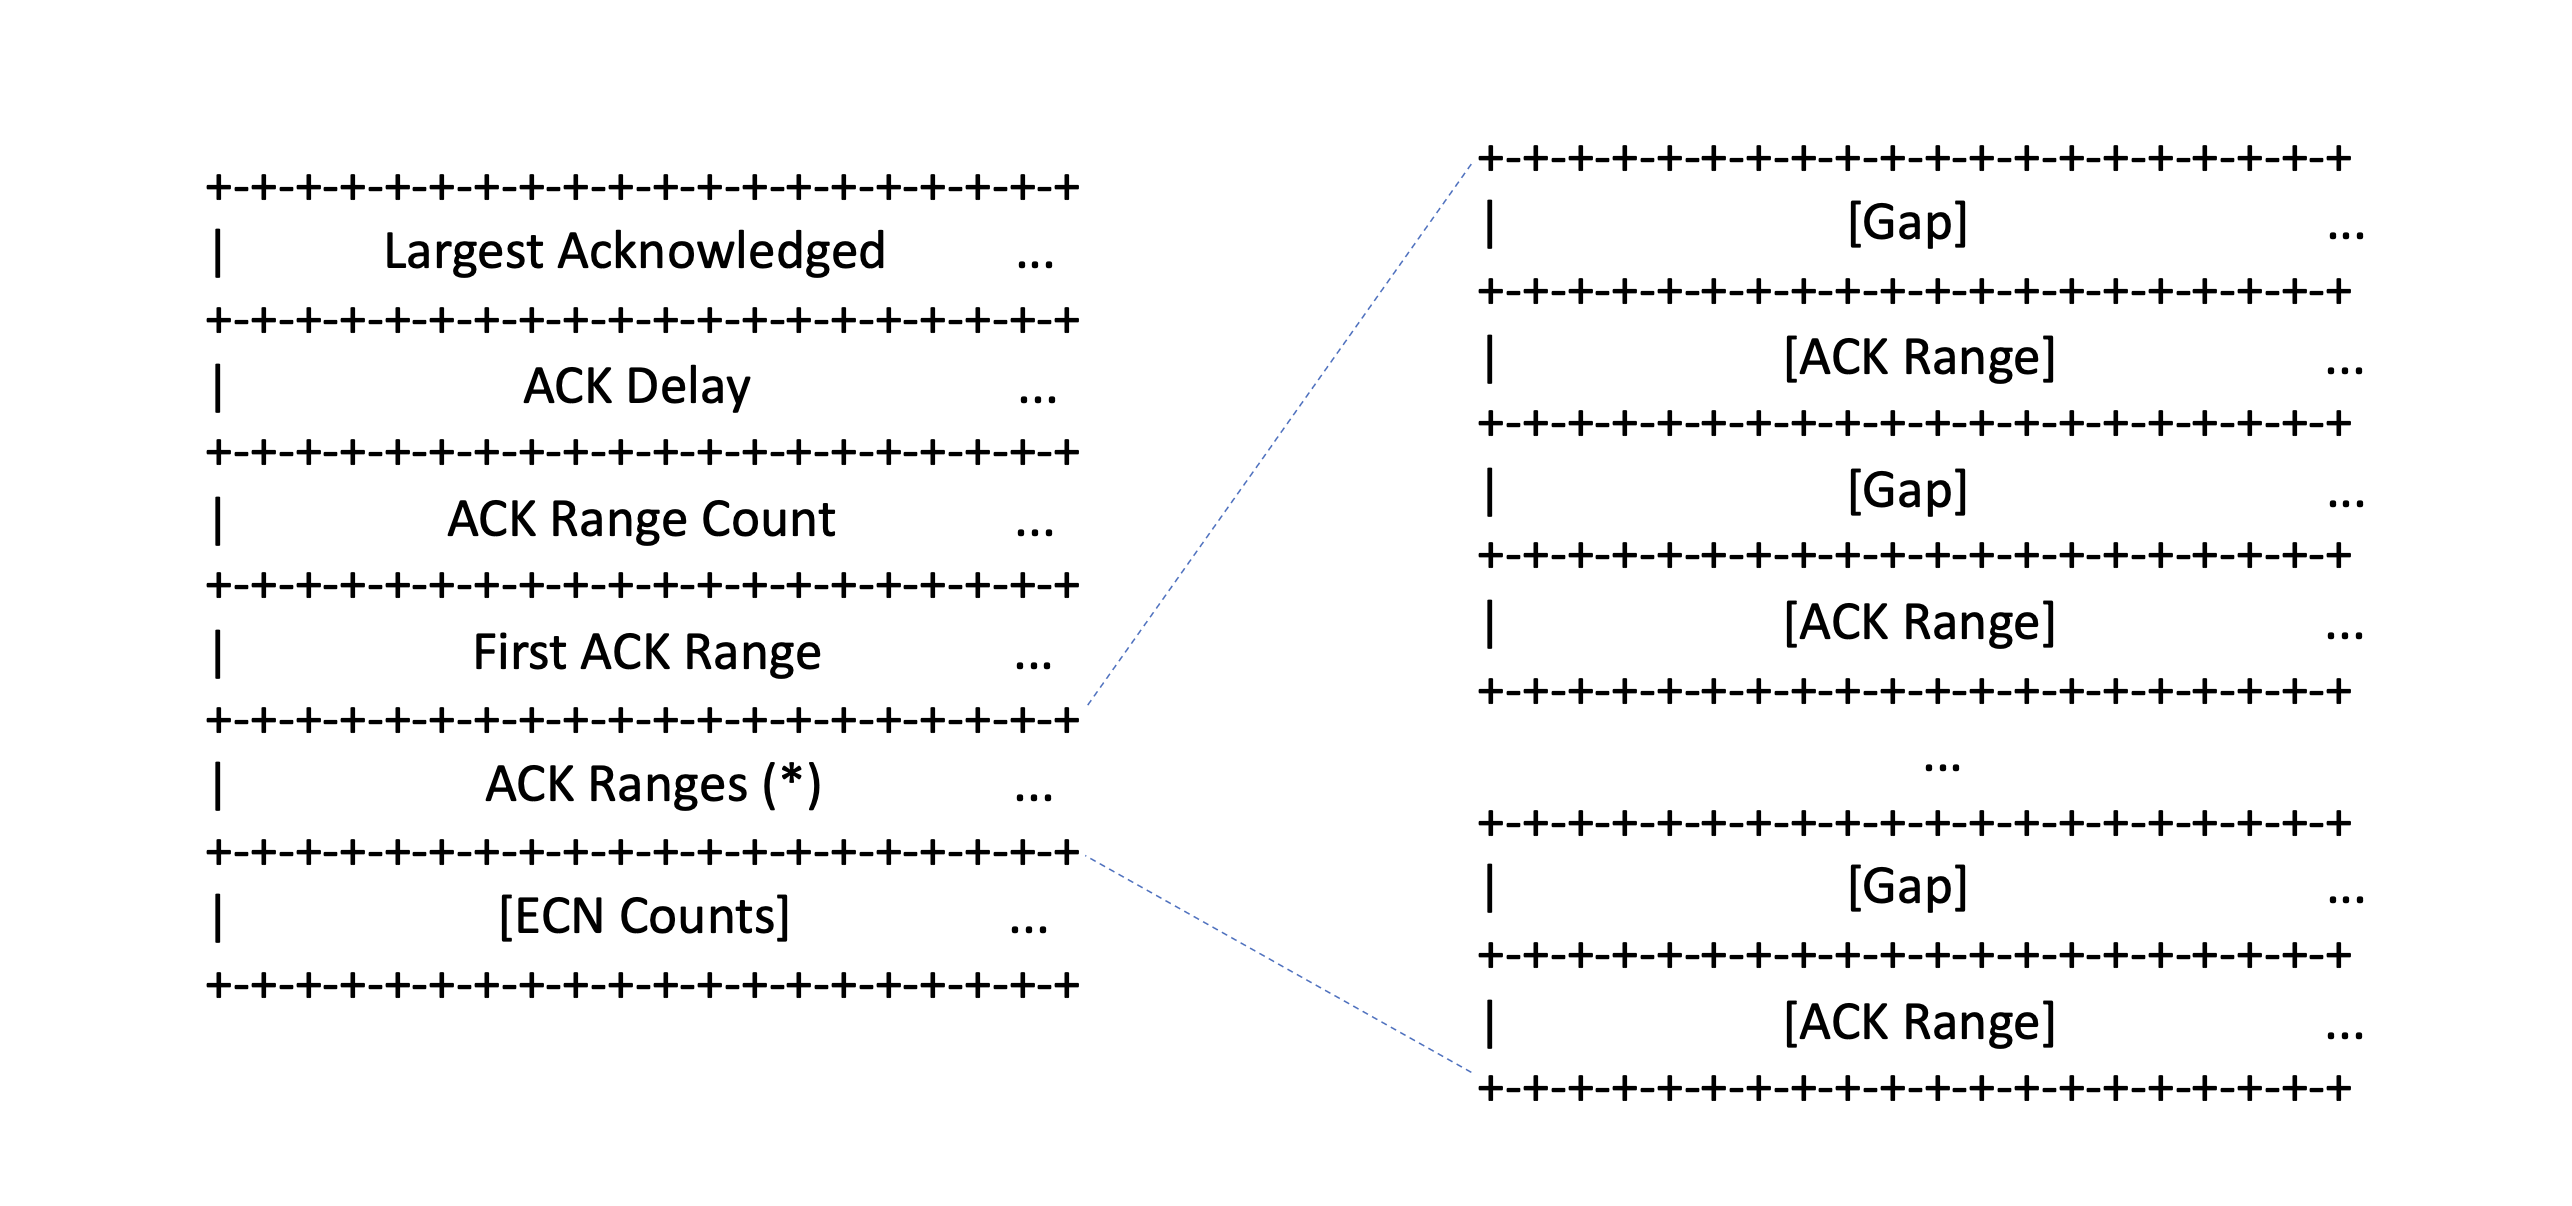 +-+-+-+-+-+-+-+-+-+-+-+-+-+-+-+-+-+-+-+
| Largest Acknowledged ...
+-+-+-+-+-+-+-+-+-+-+-+-+-+-+-+-+-+-+-+
| ACK Delay ...
+-+-+-+-+-+-+-+-+-+-+-+-+-+-+-+-+-+-+-+
| ACK Range Count ...
+-+-+-+-+-+-+-+-+-+-+-+-+-+-+-+-+-+-+-+
| First ACK Range ...
+-+-+-+-+-+-+-+-+-+-+-+-+-+-+-+-+-+-+-+
| ACK Ranges (*) ...
+-+-+-+-+-+-+-+-+-+-+-+-+-+-+-+-+-+-+-+
| [ECN Counts] ...
+-+-+-+-+-+-+-+-+-+-+-+-+-+-+-+-+-+-+-+
+-+-+-+-+-+-+-+-+-+-+-+-+-+-+-+-+-+-+-+
| [Gap] ...
+-+-+-+-+-+-+-+-+-+-+-+-+-+-+-+-+-+-+-+
| [ACK Range] ...
+-+-+-+-+-+-+-+-+-+-+-+-+-+-+-+-+-+-+-+
| [Gap] ...
+-+-+-+-+-+-+-+-+-+-+-+-+-+-+-+-+-+-+-+
| [ACK Range] ...
+-+-+-+-+-+-+-+-+-+-+-+-+-+-+-+-+-+-+-+
...
+-+-+-+-+-+-+-+-+-+-+-+-+-+-+-+-+-+-+-+
| [Gap] ...
+-+-+-+-+-+-+-+-+-+-+-+-+-+-+-+-+-+-+-+
| [ACK Range] ...
+-+-+-+-+-+-+-+-+-+-+-+-+-+-+-+-+-+-+-+